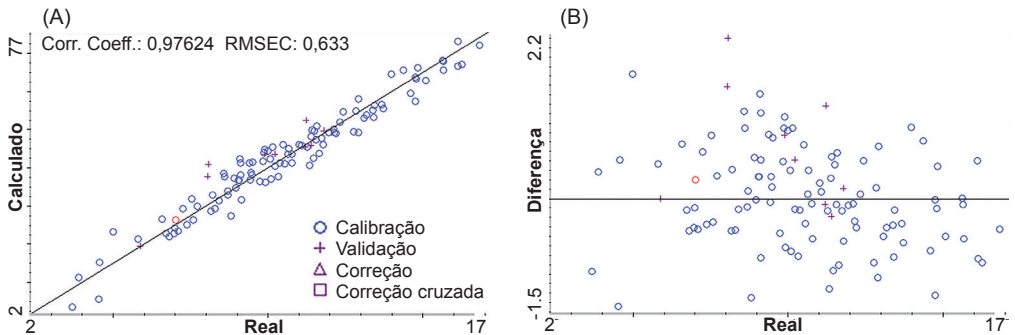 (A)
Corr. Coeff.: 0,97624 RMSEC: 0,633
77
Calculado
2
Calibração
Validação
Correção
Correção cruzada
2
Real
17
(B)
2.2
Diferença
-1.5
2
Real
17